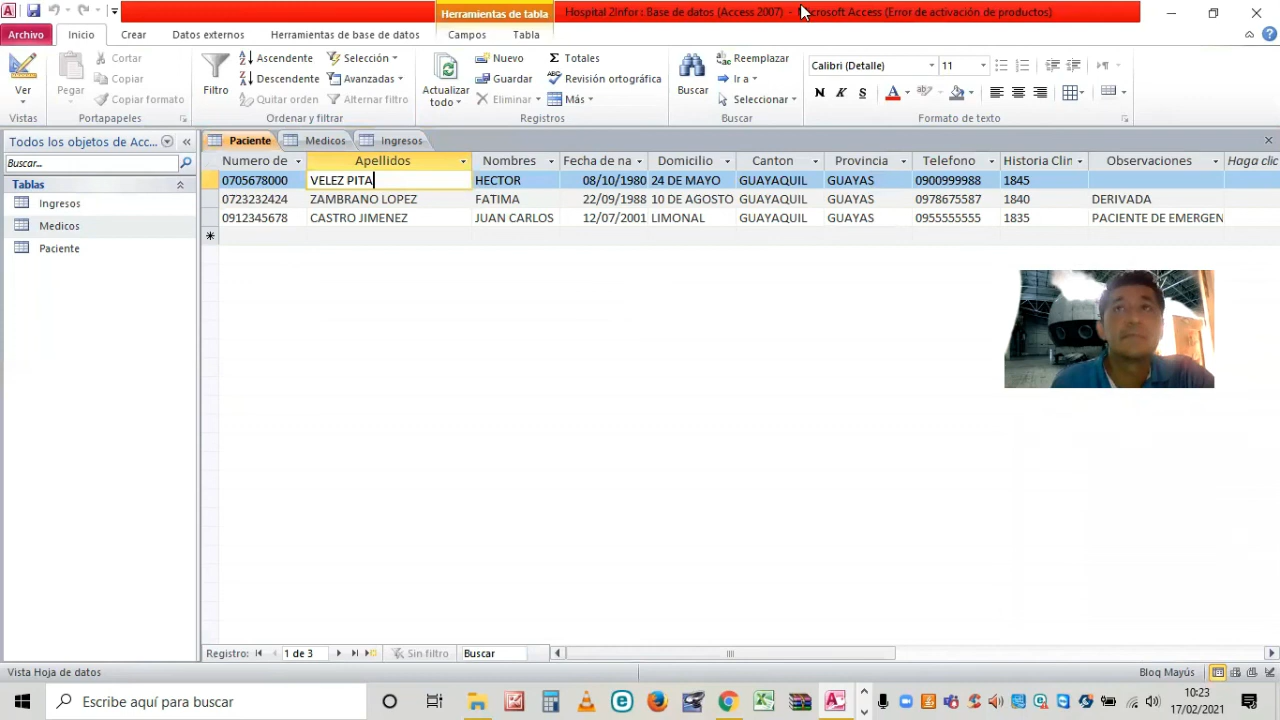 Herramientas de tabla
Hospital 2Infor : Base de datos (Access 2007) - Microsoft Access (Error de activación de productos)
Archivo Inicio Crear Datos externos Herramientas de base de datos Campos Tabla
Ver
Vistas
Pegar
Cortar
Copiar
Copiar formato
Portapapeles
Filtro
Ascendente
Descendente
Quitarorden
Selección
Avanzadas
Alternar filtro
Ordenar y filtrar
Actualizar
todo
Nuevo
Guardar
Eliminar
Totales
Revisión ortográfica
Más
Registros
Buscar
Reemplazar
Ir a
Seleccionar
Buscar
Calibri (Detalle) 11
N K S A
Formato de texto
Todos los objetos de Acc...
Buscar...
Tablas
Ingresos
Medicos
Paciente
Paciente Medicos Ingresos
Numero de Apellidos Nombres Fecha de na Domicilio Canton Provincia Telefono Historia Clin Observaciones Haga clic
0705678000 VELEZ PITA HECTOR 08/10/1980 24 DE MAYO GUAYAQUIL GUAYAS 0900999988 1845
0723232424 ZAMBRANO LOPEZ FATIMA 22/09/1988 10 DE AGOSTO GUAYAQUIL GUAYAS 0978675587 1840 DERIVADA
0912345678 CASTRO JIMENEZ JUAN CARLOS 12/07/2001 LIMONAL GUAYAQUIL GUAYAS 0955555555 1835 PACIENTE DE EMERGEN
Registro: 1 de 3 Sin filtro Buscar
Vista Hoja de datos Bloq Mayús
Escribe aquí para buscar
10:23
17/02/2021